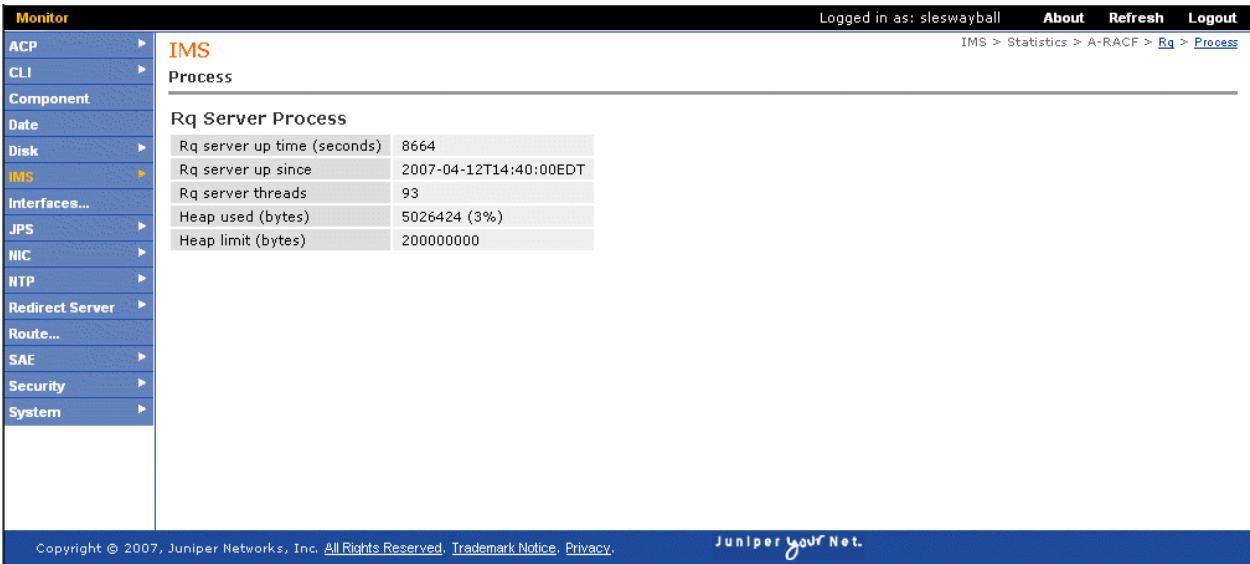 Monitor
Logged in as: sleswayball About Refresh Logout
IMS > Statistics > A-RACF > Rq > Process
ACP
CLI
Component
Date
Disk
IMS
Interfaces...
JPS
NIC
NTP
Redirect Server
Route...
SAE
Security
System
IMS
Process
Rq Server Process
Rq server up time (seconds) 8664
Rq server up since 2007-04-12T14:40:00EDT
Rq server threads 93
Heap used (bytes) 5026424 (3%)
Heap limit (bytes) 200000000
Copyright © 2007, Juniper Networks, Inc. All Rights Reserved. Trademark Notice. Privacy.
Juniper your Net.